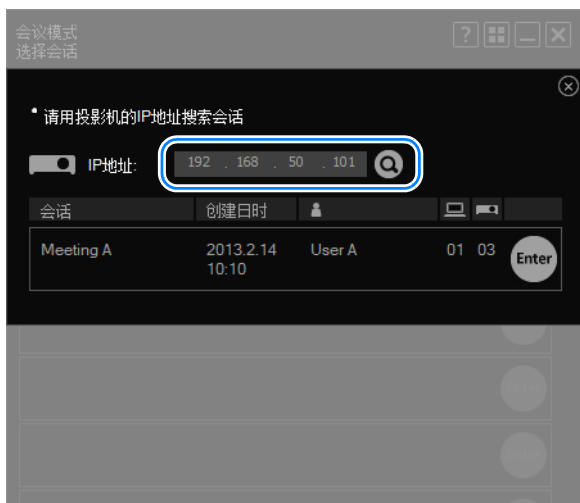 会议模式
选择会话
?
• 请用投影机的IP地址搜索会话
IP地址: 192 . 168 . 50 . 101
会话 创建日时
Meeting A 2013.2.14 User A 01 03 Enter
10:10